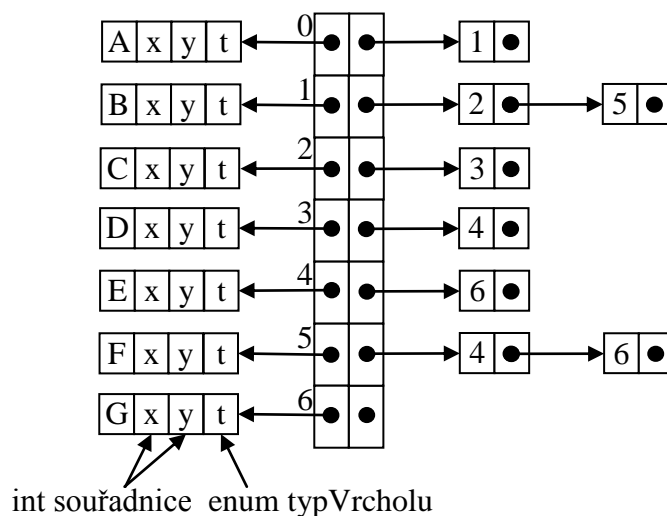 A x y t 0 1
B x y t 1 2 5
C x y t 2 3
D x y t 3 4
E x y t 4 6
F x y t 5 4 6
G x y t 6
int souřadnice enum typVrcholu